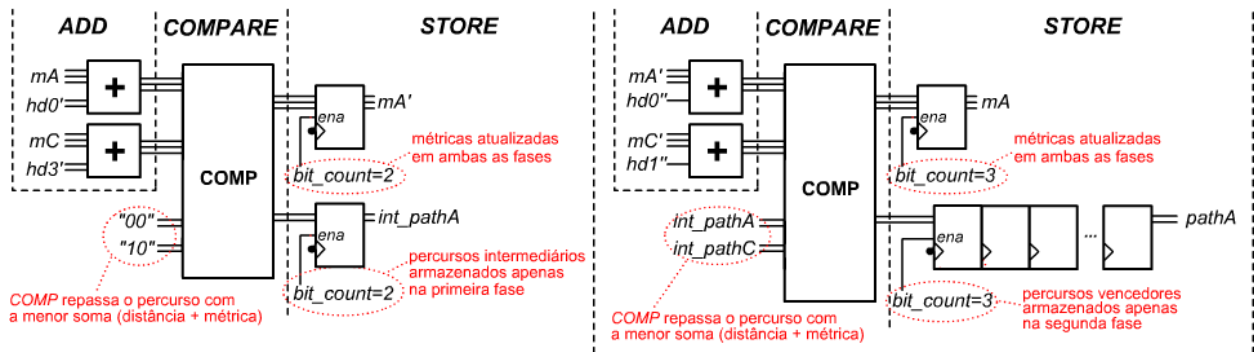 ADD COMPARE STORE
mA
hd0'
+
mC
hd3'
+
COMP
ena
mA'
métricas atualizadas
em ambas as fases
bit_count=2
"00"
"10"
ena
int_pathA
percursos intermediários
armazenados apenas
na primeira fase
bit_count=2
COMP repassa o percurso com
a menor soma (distância + métrica)
ADD COMPARE STORE
mA'
hd0"
+
mC'
hd1"
+
COMP
ena
mA
métricas atualizadas
em ambas as fases
bit_count=3
int_pathA
int_pathC
ena
...
pathA
bit_count=3
percursos vencedores
armazenados apenas
na segunda fase
COMP repassa o percurso com
a menor soma (distância + métrica)